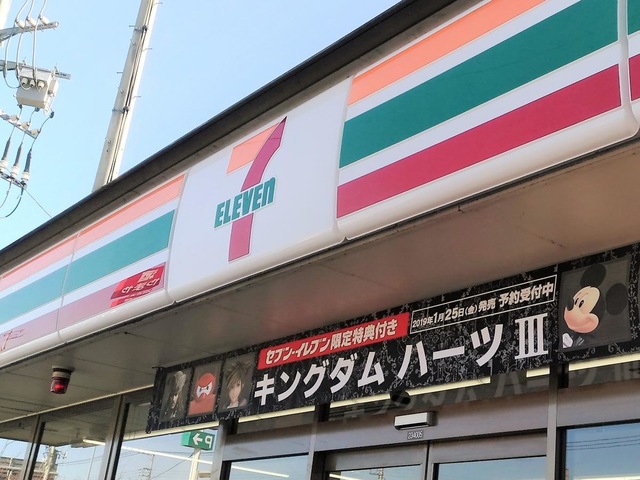 7
ELEVEn
セブン-イレブン限定特典付き
2019年1月25日(金)発売 予約受付中
キングダム ハーツ III
P